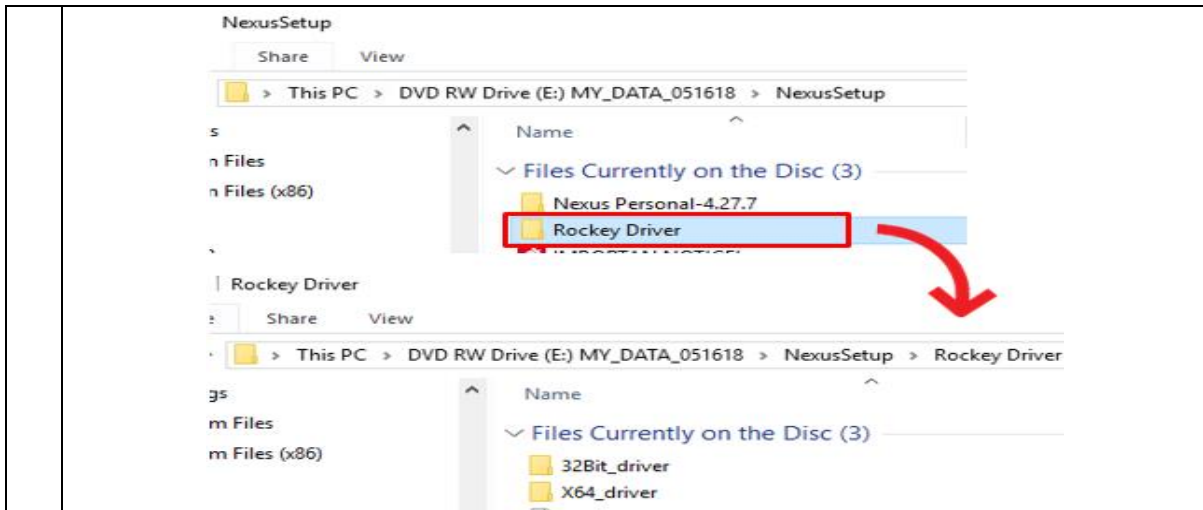 NexusSetup
Share View
> This PC > DVD RW Drive (E:) MY_DATA_051618 > NexusSetup
s Name
n Files
Files Currently on the Disc (3)
n Files (x86)
Nexus Personal-4.27.7
Rockey Driver
Rockey Driver
Share View
> This PC > DVD RW Drive (E:) MY_DATA_051618 > NexusSetup > Rockey Driver
gs Name
m Files
Files Currently on the Disc (3)
m Files (x86)
32Bit_driver
X64_driver